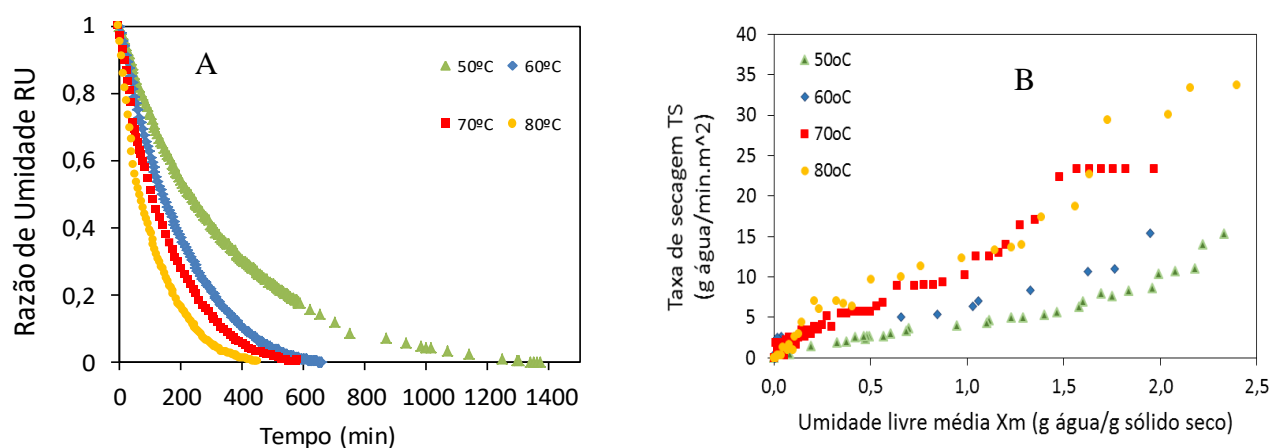 A
50ºC
60ºC
70ºC
80ºC
Razão de Umidade RU
1
0,8
0,6
0,4
0,2
0
0
200
400
600
800
1000
1200
1400
Tempo (min)
B
50oC
60oC
70oC
80oC
Taxa de secagem TS
(g água/min.m^2)
40
35
30
25
20
15
10
5
0
0,0
0,5
1,0
1,5
2,0
2,5
Umidade livre média Xm (g água/g sólido seco)